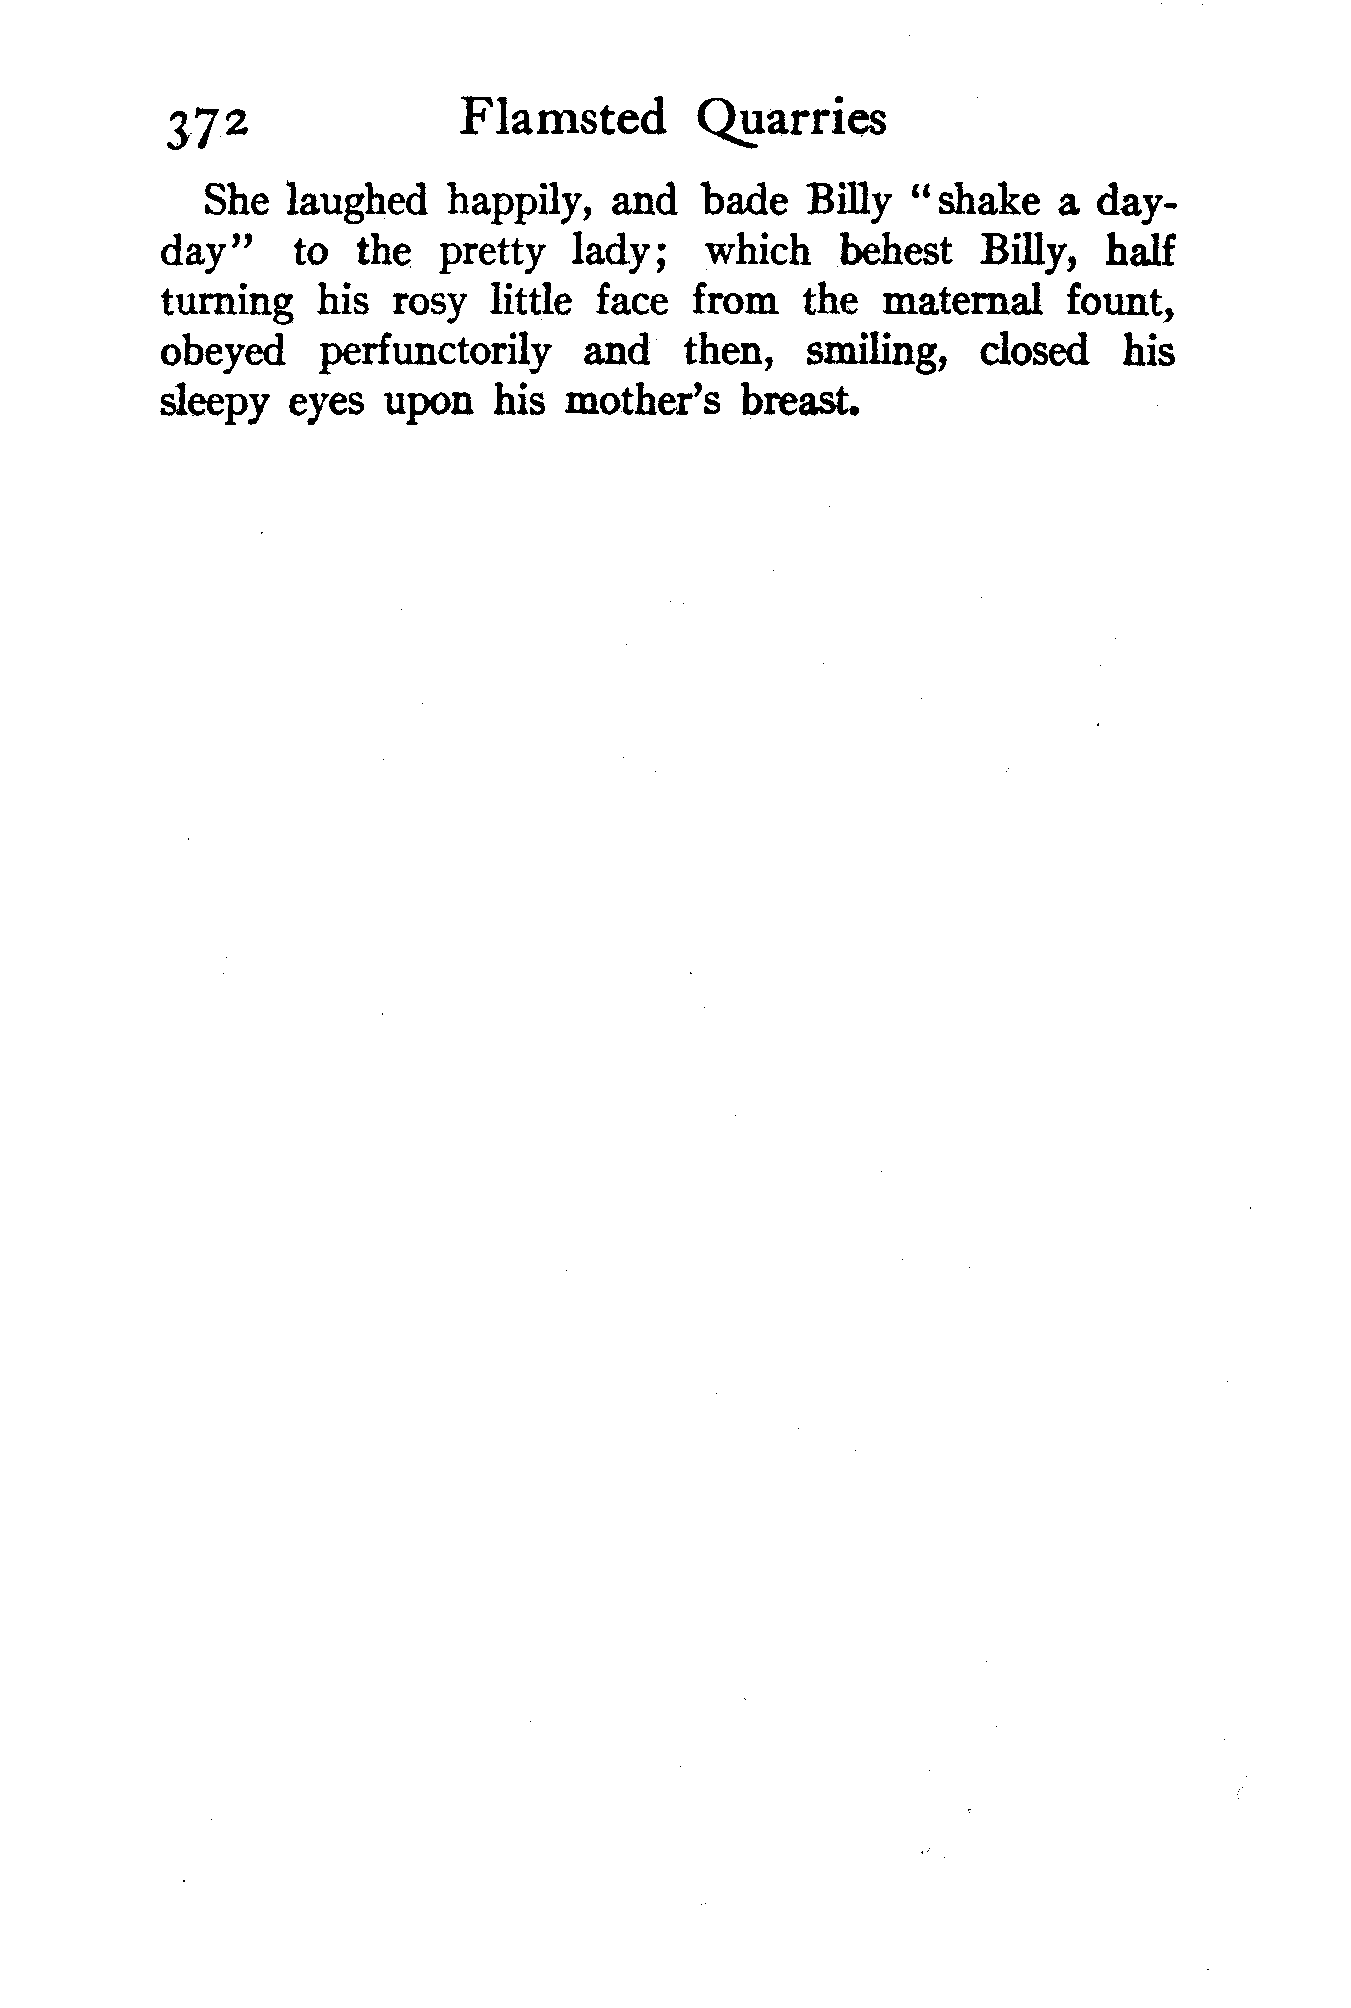 372 Flamsted Quarries
She laughed happily, and bade Billy "shake a day-
day" to the pretty lady; which behest Billy, half
turning his rosy little face from the maternal fount,
obeyed perfunctorily and then, smiling, closed his
sleepy eyes upon his mother's breast.